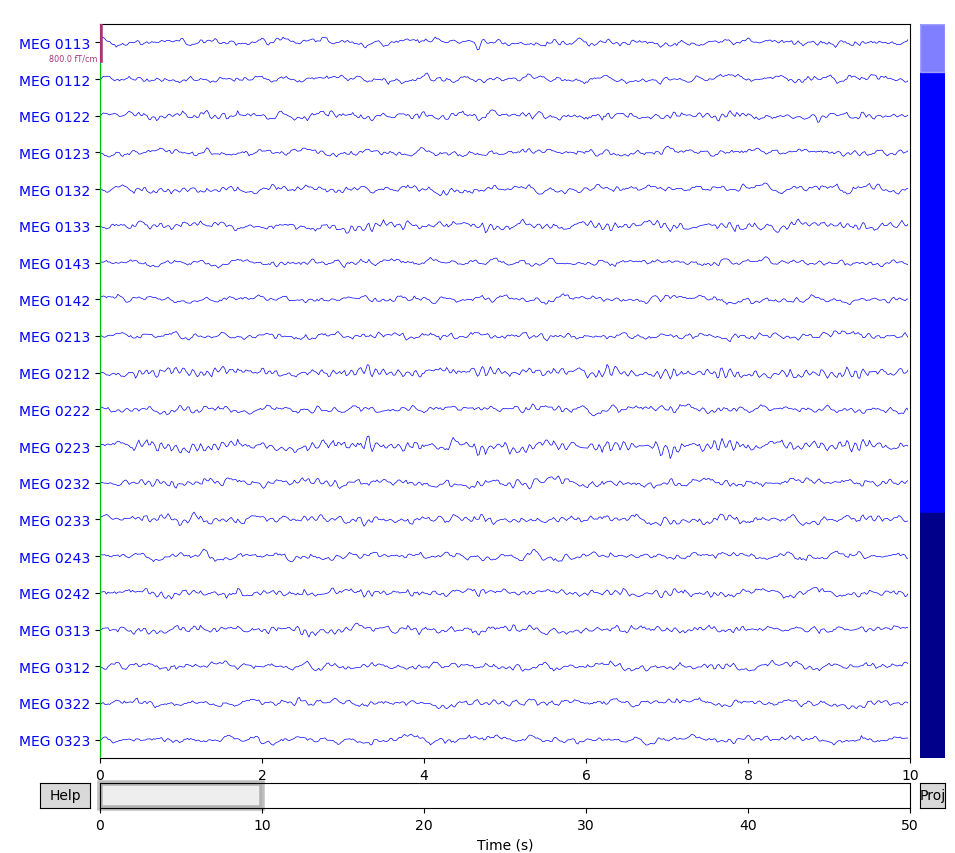 MEG 0113
800.0 fT/cm
MEG 0112
MEG 0122
MEG 0123
MEG 0132
MEG 0133
MEG 0143
MEG 0142
MEG 0213
MEG 0212
MEG 0222
MEG 0223
MEG 0232
MEG 0233
MEG 0243
MEG 0242
MEG 0313
MEG 0312
MEG 0322
MEG 0323
0 2 4 6 8 10
Help Proj
0 10 20 30 40 50
Time (s)